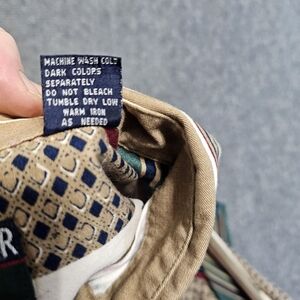 MACHINE WASH COLD
DARK COLORS
SEPARATELY
DO NOT BLEACH
TUMBLE DRY LOW
WARM IRON
AS NEEDED
R